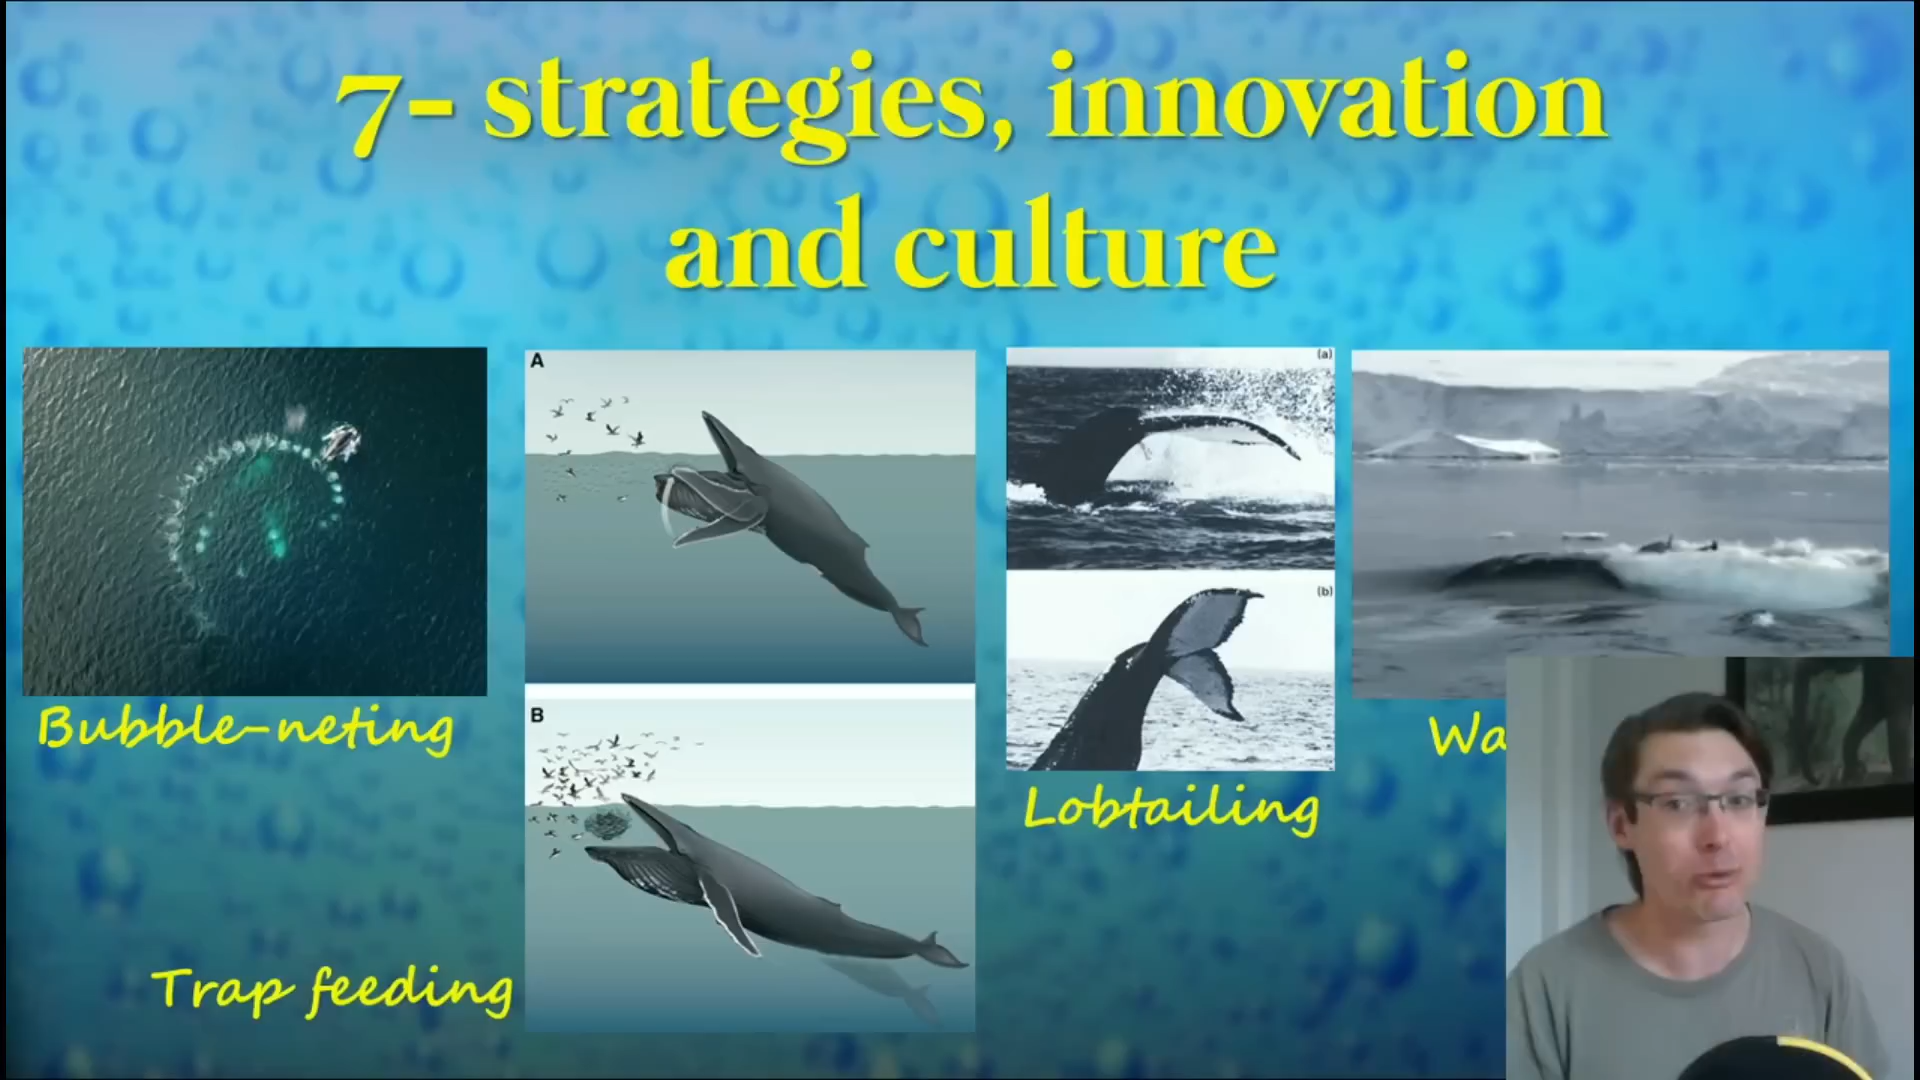 7- strategies, innovation
and culture
A
(a)
(b)
B
Bubble-neting
Wa
Lobtailing
Trap feeding